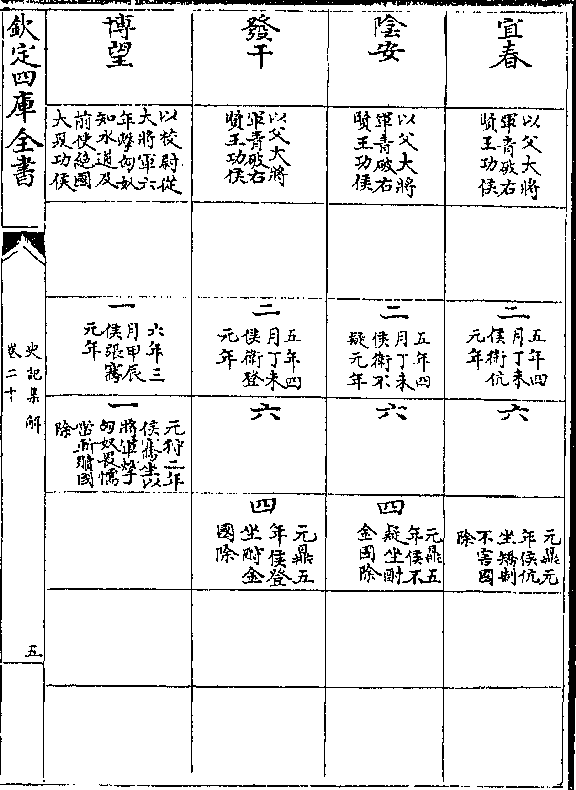 宜春
以父大將
軍青破右
賢王功侯
二
五年四
月丁未
侯衛伉
元年
六
元鼎元
年侯伉
坐矯制
不害國
除
陰安
以父大將
軍青破右
賢王功侯
二
五年四
月丁未
侯衛不
疑元年
六
四
元鼎五
年侯不
疑坐酎
金國除
發干
以父大將
軍青破右
賢王功侯
二
五年四
月丁未
侯衛登
元年
六
四
元鼎五
年侯登
坐酎金
國除
博望
以校尉從
大將軍六
年擊匈奴
知水道及
前使絕國
大夏功侯
一
六年三
月甲辰
侯張騫
元年
一
元狩二年
侯騫坐以
將軍擊
匈奴畏懦
當斬贖國
除
欽定四庫全書
史記集解
卷二十
五